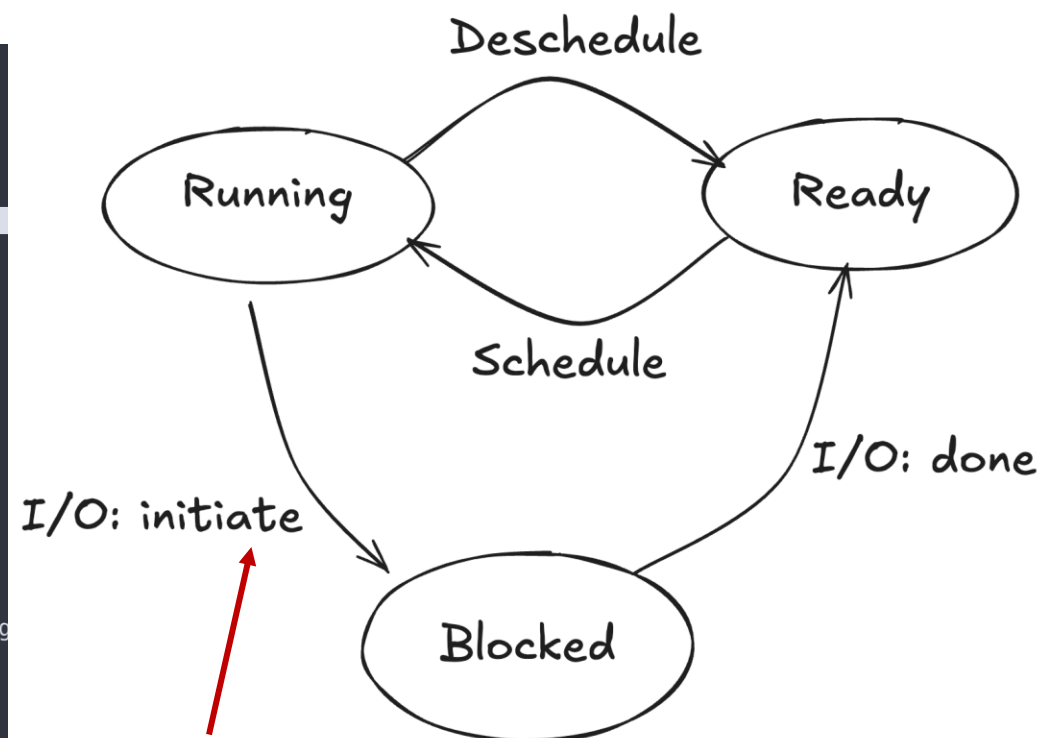 Deschedule
Running
Ready
Schedule
I/O: done
I/O: initiate
Blocked
g